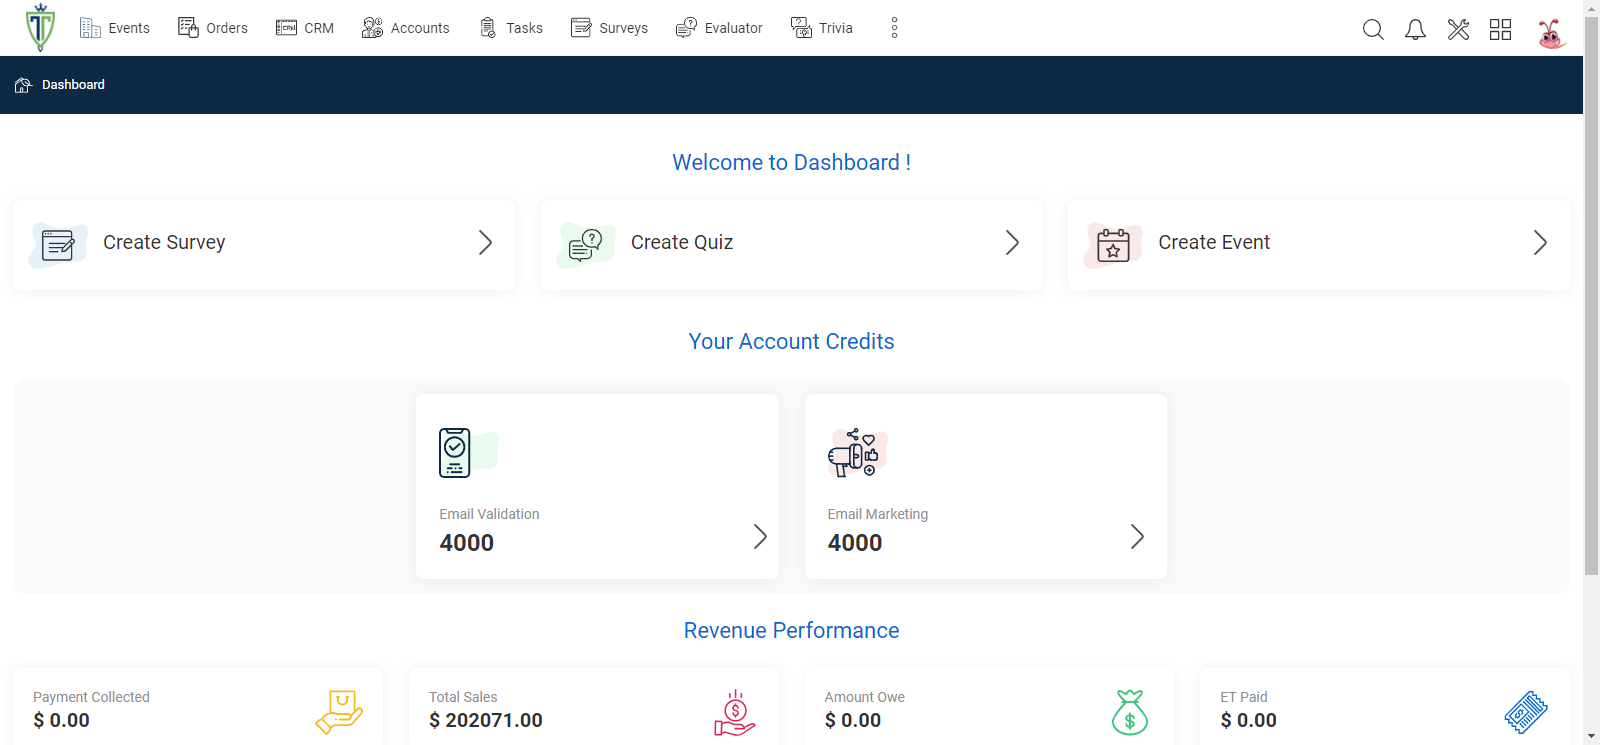 Events
Orders
CRM
Accounts
Tasks
Surveys
Evaluator
Trivia
Dashboard
Welcome to Dashboard !
Create Survey
Create Quiz
Create Event
Your Account Credits
Email Validation
4000
Email Marketing
4000
Revenue Performance
Payment Collected
$ 0.00
Total Sales
$ 202071.00
Amount Owe
$ 0.00
ET Paid
$ 0.00